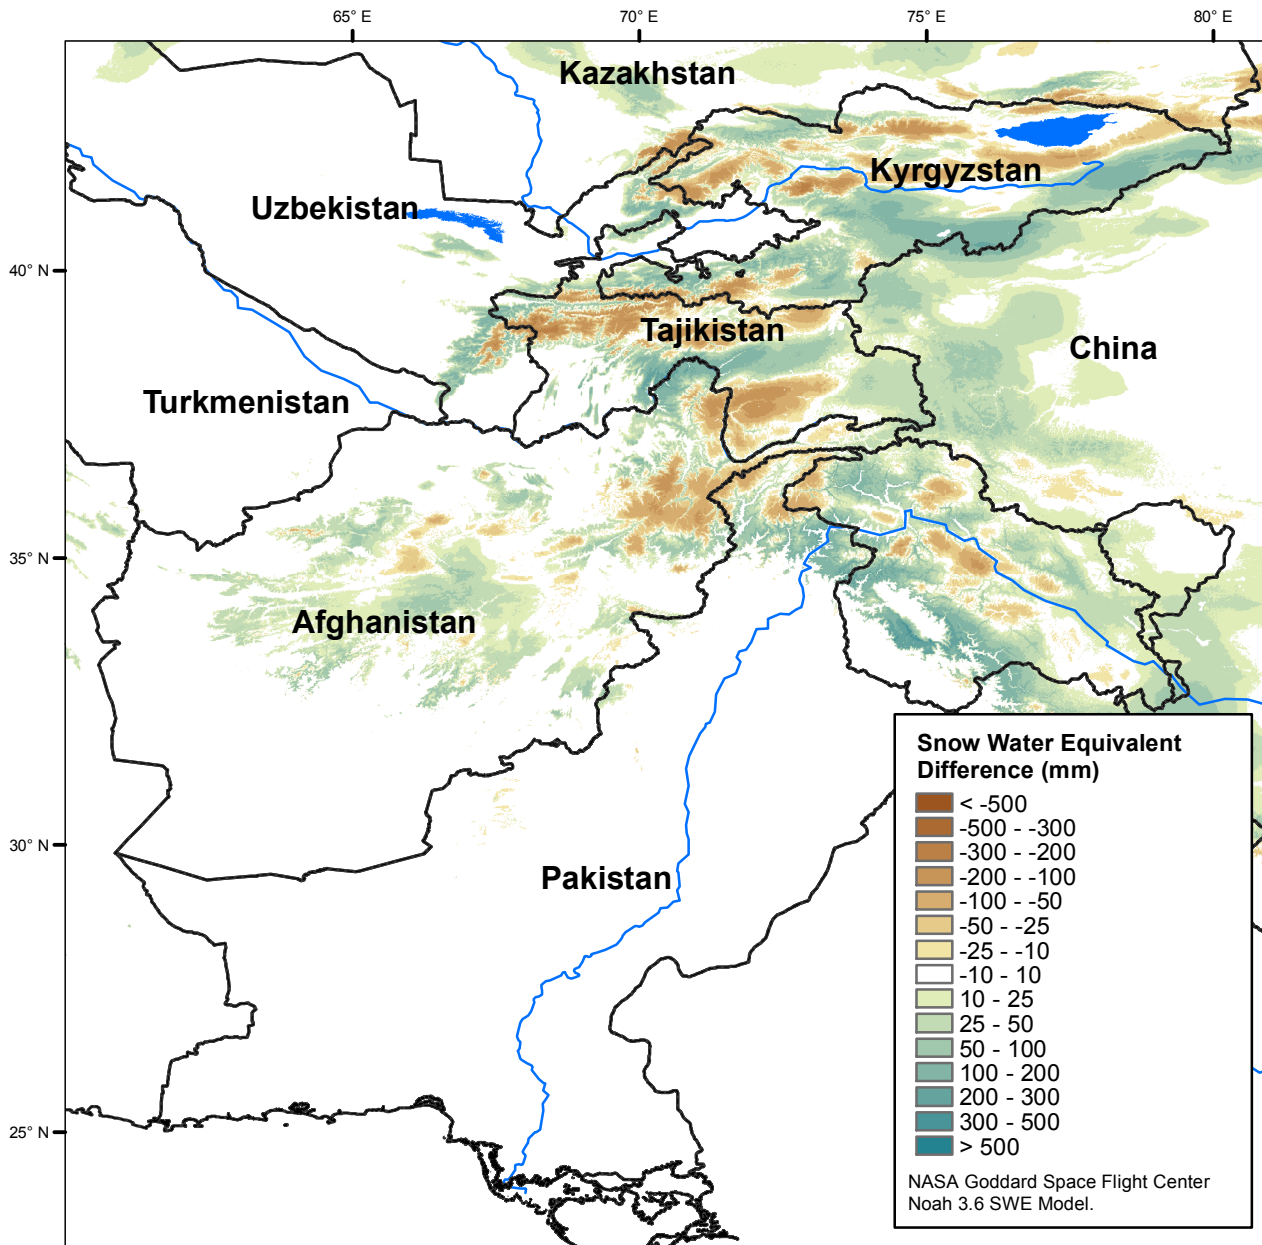 65° E
70° E
75° E
80° E
Kazakhstan
Kyrgyzstan
Uzbekistan
40° N
Tajikistan
China
Turkmenistan
35° N
Afghanistan
Snow Water Equivalent
Difference (mm)
< -500
-500 - -300
-300 - -200
-200 - -100
-100 - -50
-50 - -25
-25 - -10
-10 - 10
10 - 25
25 - 50
50 - 100
100 - 200
200 - 300
300 - 500
> 500
NASA Goddard Space Flight Center
Noah 3.6 SWE Model.
30° N
Pakistan
25° N